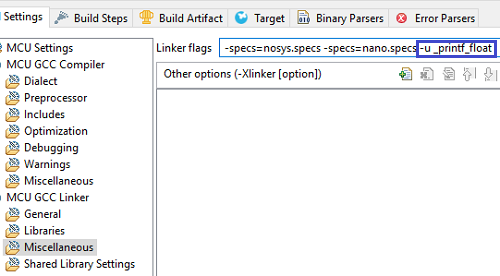 Settings Build Steps Build Artifact Target Binary Parsers Error Parsers
MCU Settings
MCU GCC Compiler
Dialect
Preprocessor
Includes
Optimization
Debugging
Warnings
Miscellaneous
MCU GCC Linker
General
Libraries
Miscellaneous
Shared Library Settings
Linker flags -specs=nosys.specs -specs=nano.specs -u _printf_float
Other options (-Xlinker [option])